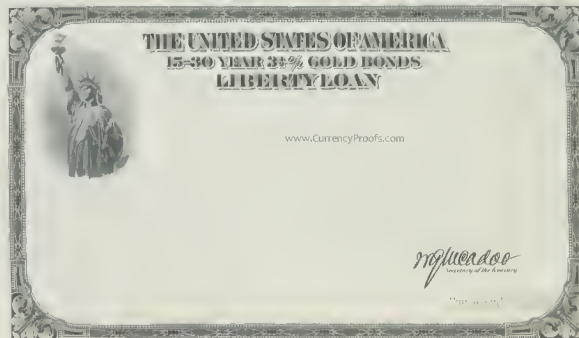 THE UNITED STATES OF AMERICA
15-30 YEAR 3½% GOLD BONDS
LIBERTY LOAN
www.CurrencyProofs.com
W G McAdoo
Secretary of the Treasury